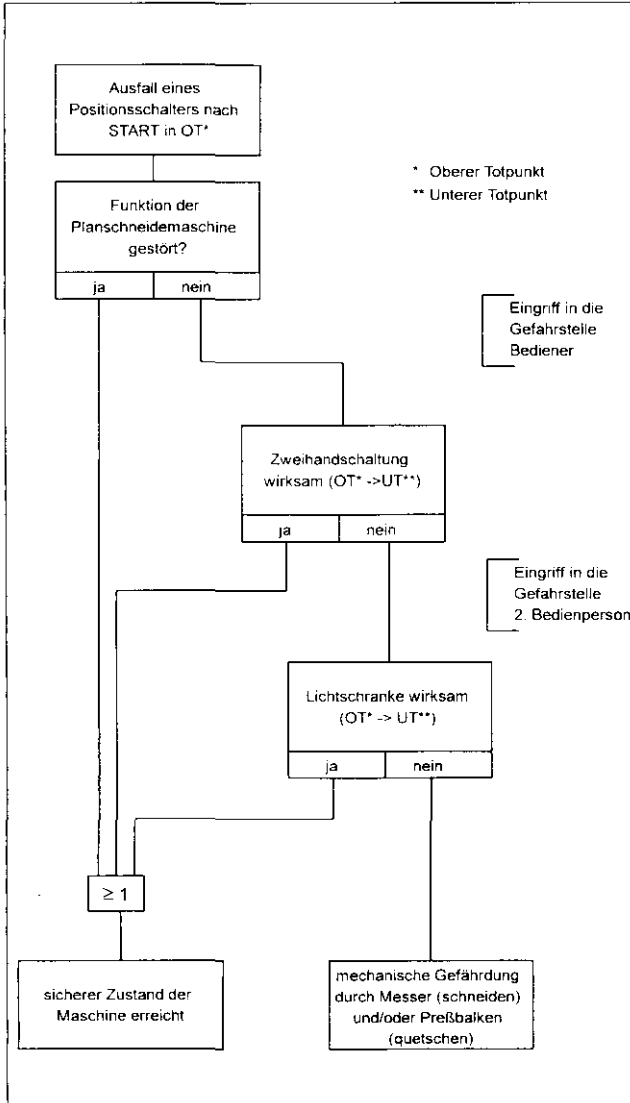 Ausfall eines
Positionsschalters nach
START in OT*
* Oberer Totpunkt
** Unterer Totpunkt
Funktion der
Planschneidemaschine
gestört?
ja
nein
Eingriff in die
Gefahrstelle
Bediener
Zweihandschaltung
wirksam (OT* ->UT**)
ja
nein
Eingriff in die
Gefahrstelle
2. Bedienperson
Lichtschranke wirksam
(OT* -> UT**)
ja
nein
≥ 1
sicherer Zustand der
Maschine erreicht
mechanische Gefährdung
durch Messer (schneiden)
und/oder Preßbalken
(quetschen)